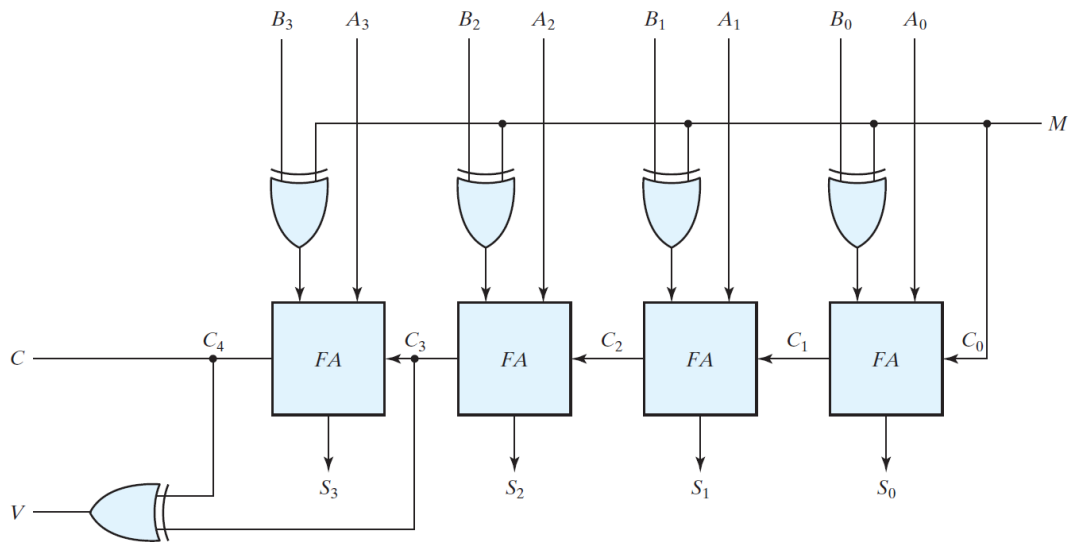 B₃ A₃ B₂ A₂ B₁ A₁ B₀ A₀
M
C C₄ FA C₃ FA C₂ FA C₁ FA C₀
S₃ S₂ S₁ S₀
V